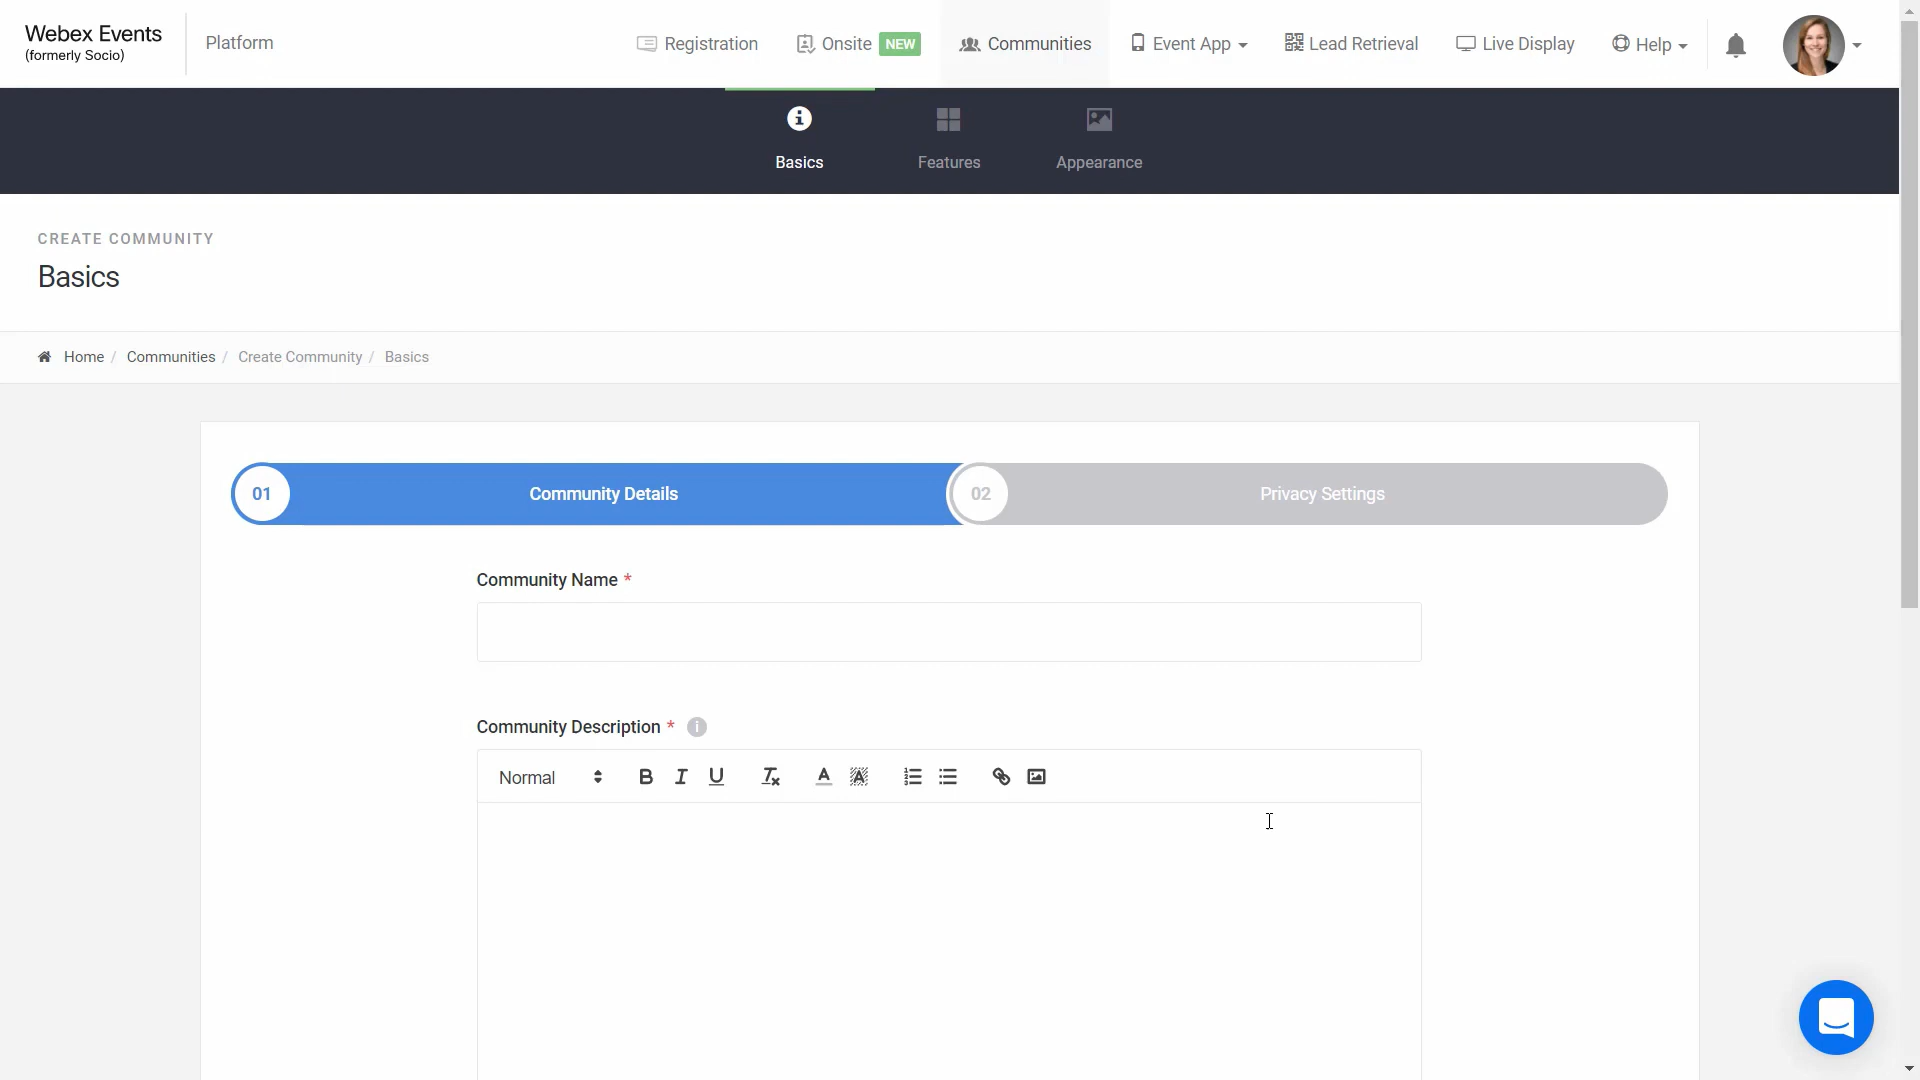 Webex Events
(formerly Socio)
Platform
Registration
Onsite NEW
Communities
Event App
Lead Retrieval
Live Display
Help
Basics
Features
Appearance
CREATE COMMUNITY
Basics
Home / Communities / Create Community / Basics
01 Community Details
02 Privacy Settings
Community Name *
Community Description *
Normal